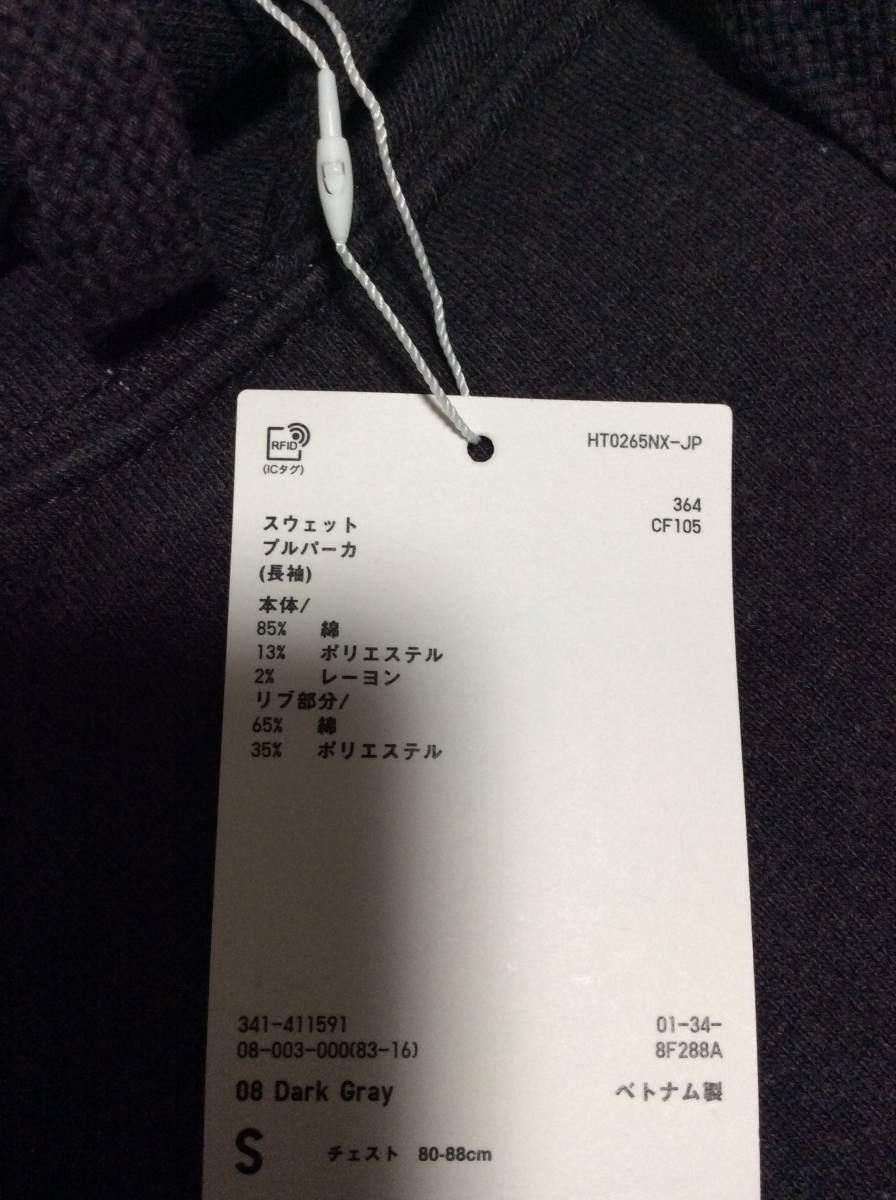 RFID
(ICタグ)
HT0265NX-JP
364
CF105
スウェット
プルパーカ
(長袖)
本体/
85% 綿
13% ポリエステル
2% レーヨン
リブ部分/
65% 綿
35% ポリエステル
341-411591
08-003-000(83-16)
01-34-
8F288A
08 Dark Gray
ベトナム製
S チェスト 80-88cm